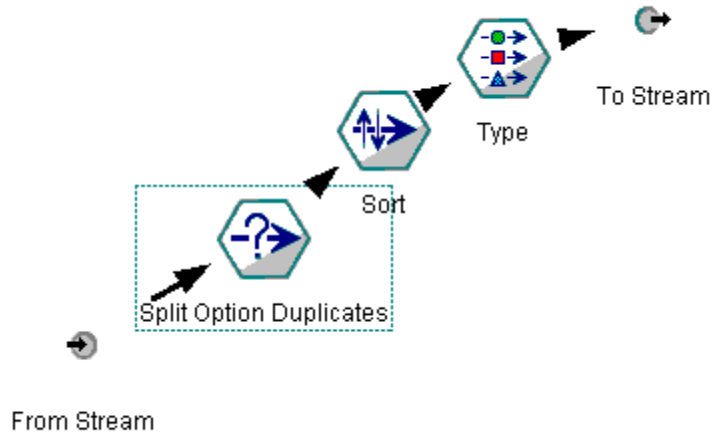 To Stream
Type
Sort
Split Option Duplicates
From Stream